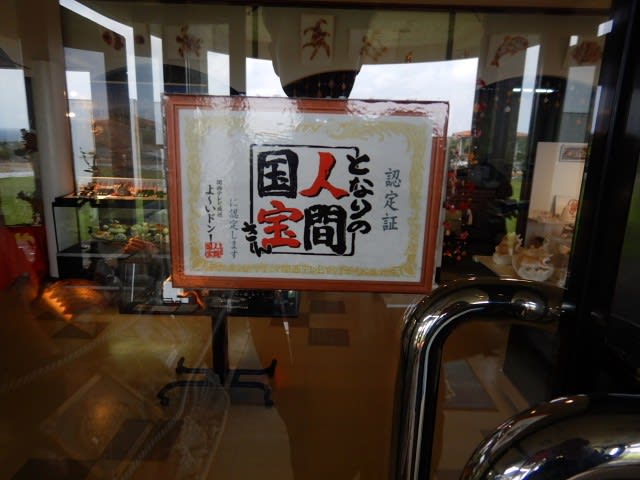 認定証
となりの
人間
国宝
さん
に認定します
関西テレビ放送
よ〜いドン!